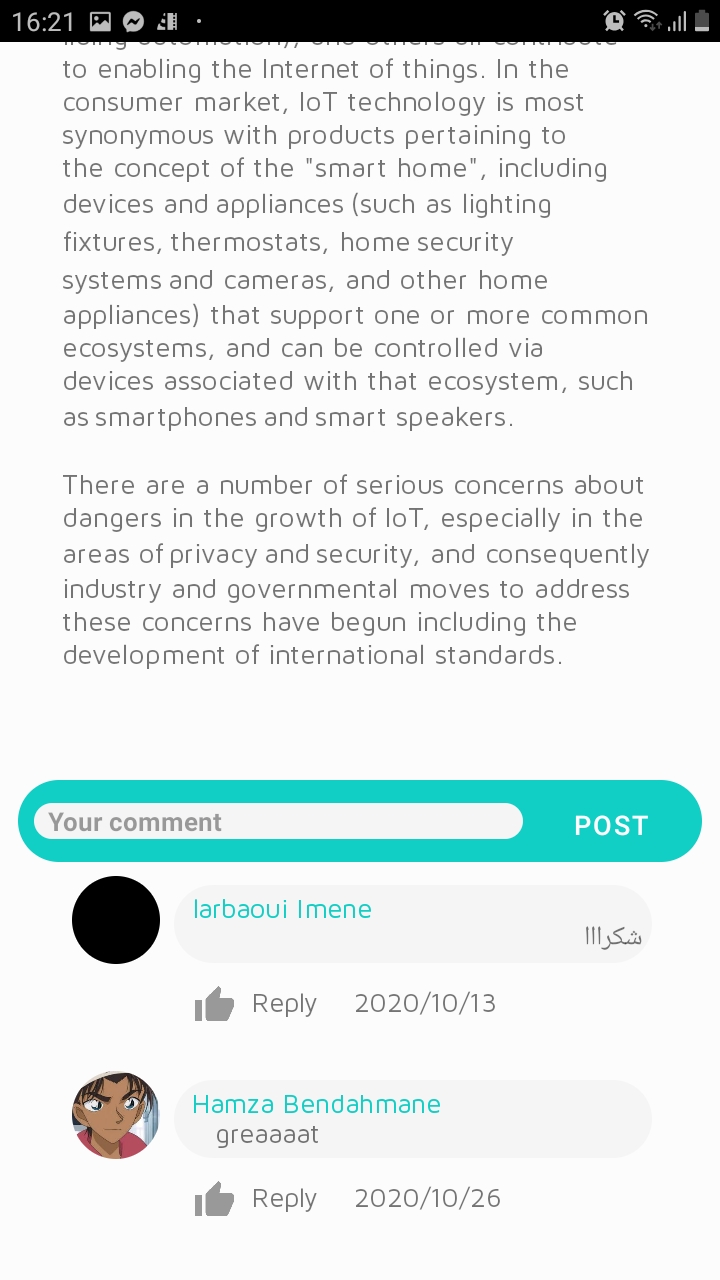 16:21
to enabling the Internet of things. In the
consumer market, IoT technology is most
synonymous with products pertaining to
the concept of the "smart home", including
devices and appliances (such as lighting
fixtures, thermostats, home security
systems and cameras, and other home
appliances) that support one or more common
ecosystems, and can be controlled via
devices associated with that ecosystem, such
as smartphones and smart speakers.
There are a number of serious concerns about
dangers in the growth of IoT, especially in the
areas of privacy and security, and consequently
industry and governmental moves to address
these concerns have begun including the
development of international standards.
Your comment POST
larbaoui Imene
شكرااا
Reply 2020/10/13
Hamza Bendahmane
greaaaat
Reply 2020/10/26